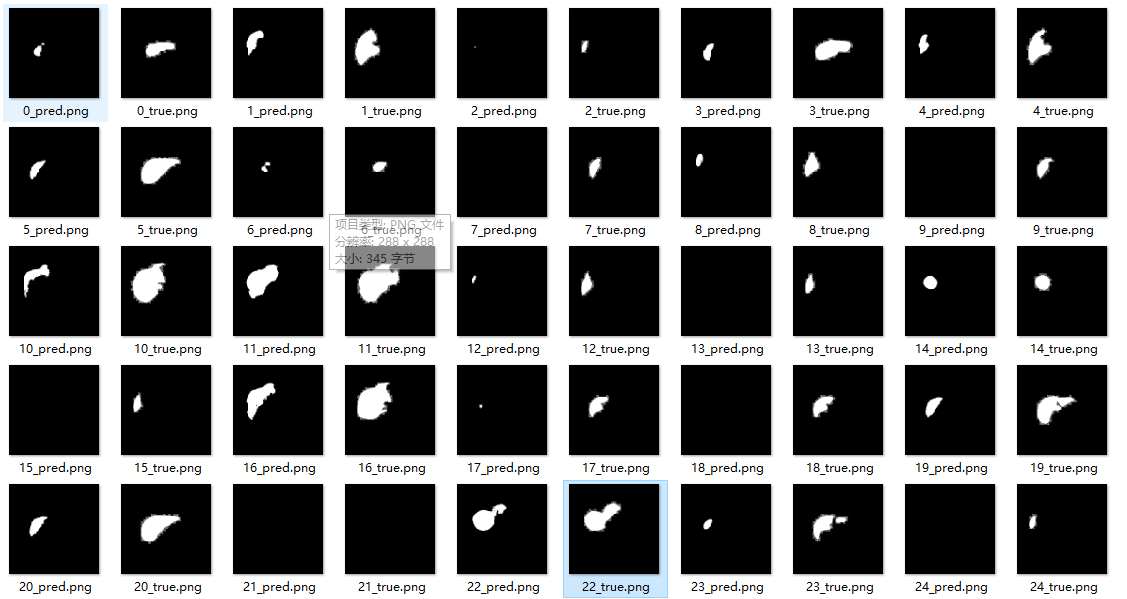 0_pred.png 0_true.png 1_pred.png 1_true.png 2_pred.png 2_true.png 3_pred.png 3_true.png 4_pred.png 4_true.png
5_pred.png 5_true.png 6_pred.png 6_true.png 7_pred.png 7_true.png 8_pred.png 8_true.png 9_pred.png 9_true.png
项目类型: PNG 文件
分辨率: 288 x 288
大小: 345 字节
10_pred.png 10_true.png 11_pred.png 11_true.png 12_pred.png 12_true.png 13_pred.png 13_true.png 14_pred.png 14_true.png
15_pred.png 15_true.png 16_pred.png 16_true.png 17_pred.png 17_true.png 18_pred.png 18_true.png 19_pred.png 19_true.png
20_pred.png 20_true.png 21_pred.png 21_true.png 22_pred.png 22_true.png 23_pred.png 23_true.png 24_pred.png 24_true.png